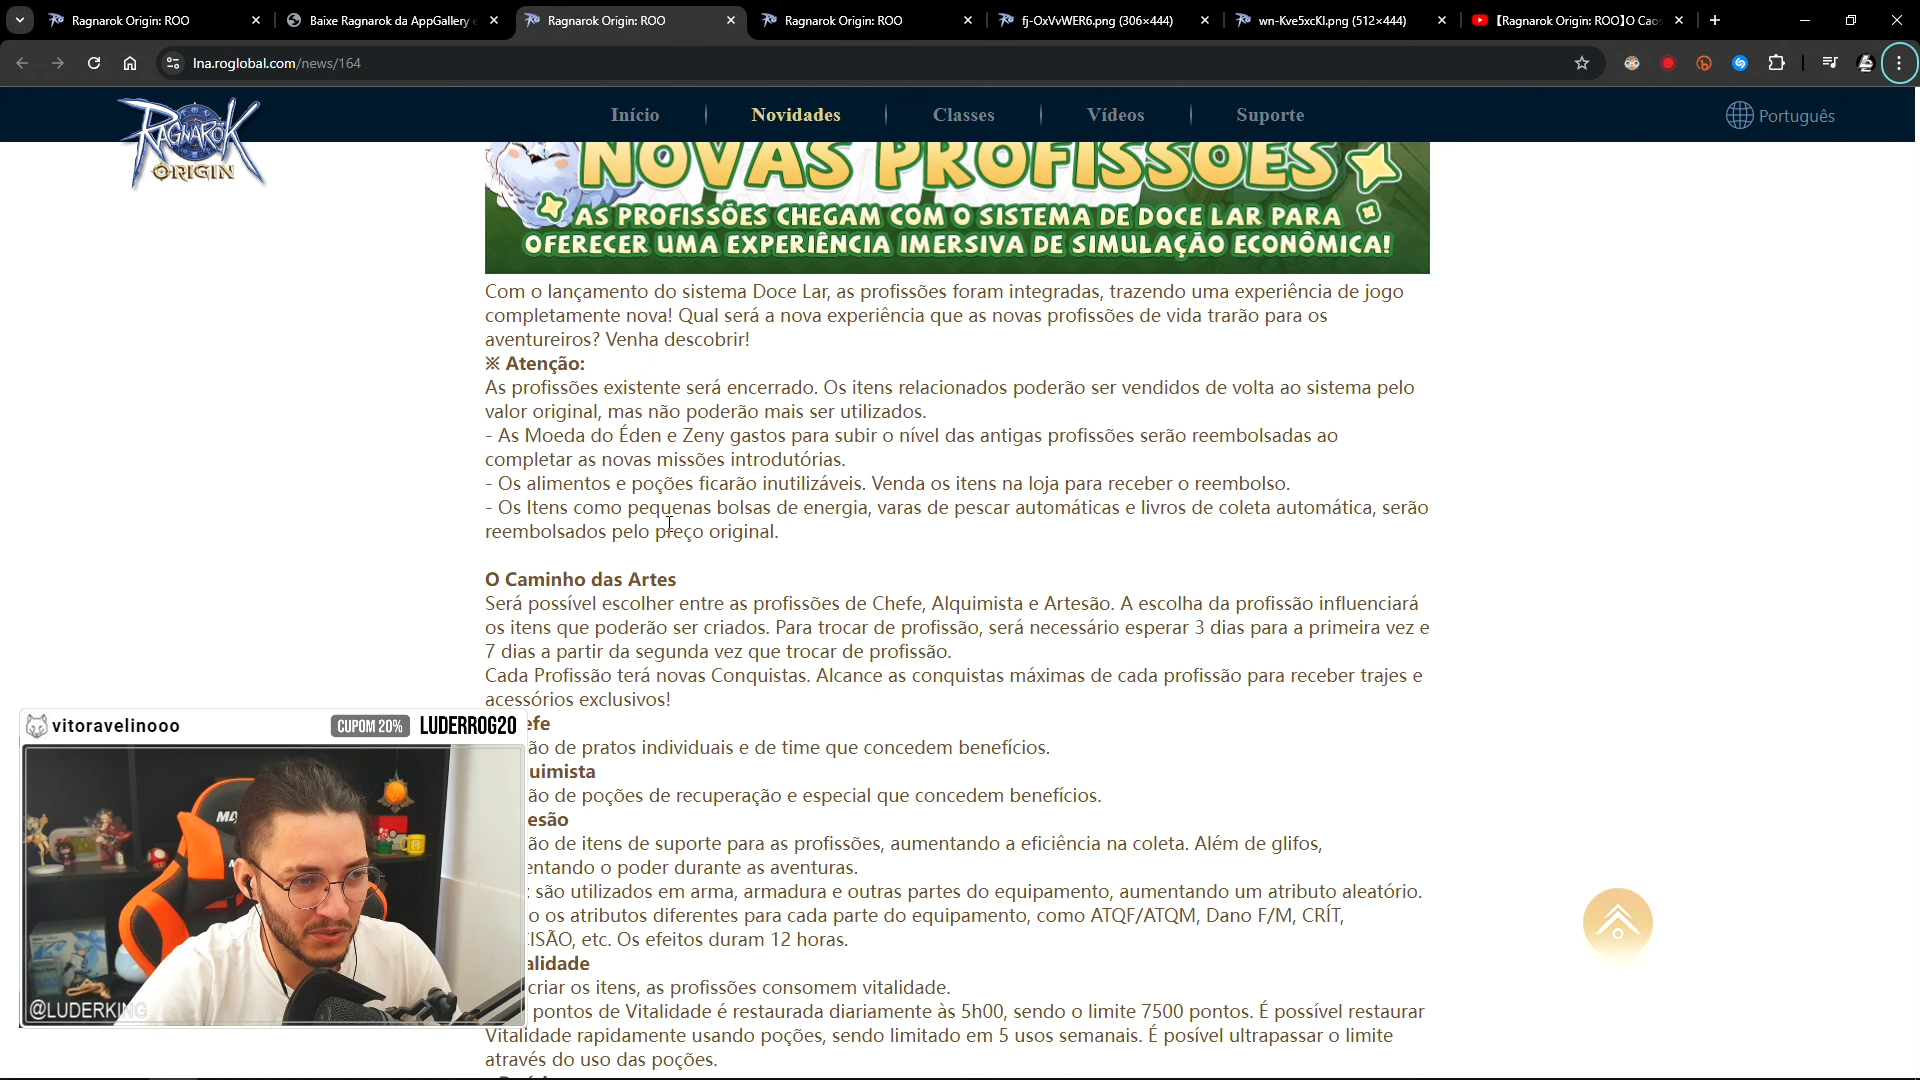 Ragnarok Origin: ROO
Baixe Ragnarok da AppGallery e
Ragnarok Origin: ROO
Ragnarok Origin: ROO
fj-OxVvWER6.png (306×444)
wn-Kve5xcKl.png (512×444)
【Ragnarok Origin: ROO】O Cao
lna.roglobal.com/news/164
RAGNARÖK
ORIGIN
Início
Novidades
Classes
Vídeos
Suporte
Português
NOVAS PROFISSÕES
AS PROFISSÕES CHEGAM COM O SISTEMA DE DOCE LAR PARA
OFERECER UMA EXPERIÊNCIA IMERSIVA DE SIMULAÇÃO ECONÔMICA!
Com o lançamento do sistema Doce Lar, as profissões foram integradas, trazendo uma experiência de jogo
completamente nova! Qual será a nova experiência que as novas profissões de vida trarão para os
aventureiros? Venha descobrir!
※ Atenção:
As profissões existente será encerrado. Os itens relacionados poderão ser vendidos de volta ao sistema pelo
valor original, mas não poderão mais ser utilizados.
- As Moeda do Éden e Zeny gastos para subir o nível das antigas profissões serão reembolsadas ao
completar as novas missões introdutórias.
- Os alimentos e poções ficarão inutilizáveis. Venda os itens na loja para receber o reembolso.
- Os Itens como pequenas bolsas de energia, varas de pescar automáticas e livros de coleta automática, serão
reembolsados pelo preço original.
O Caminho das Artes
Será possível escolher entre as profissões de Chefe, Alquimista e Artesão. A escolha da profissão influenciará
os itens que poderão ser criados. Para trocar de profissão, será necessário esperar 3 dias para a primeira vez e
7 dias a partir da segunda vez que trocar de profissão.
Cada Profissão terá novas Conquistas. Alcance as conquistas máximas de cada profissão para receber trajes e
acessórios exclusivos!
efe
ão de pratos individuais e de time que concedem benefícios.
uimista
ão de poções de recuperação e especial que concedem benefícios.
esão
ão de itens de suporte para as profissões, aumentando a eficiência na coleta. Além de glifos,
entando o poder durante as aventuras.
: são utilizados em arma, armadura e outras partes do equipamento, aumentando um atributo aleatório.
o os atributos diferentes para cada parte do equipamento, como ATQF/ATQM, Dano F/M, CRÍT,
ISÃO, etc. Os efeitos duram 12 horas.
alidade
criar os itens, as profissões consomem vitalidade.
pontos de Vitalidade é restaurada diariamente às 5h00, sendo o limite 7500 pontos. É possível restaurar
Vitalidade rapidamente usando poções, sendo limitado em 5 usos semanais. É posível ultrapassar o limite
através do uso das poções.
vitoravelinooo
CUPOM 20%
LUDERROG20
@LUDERKING